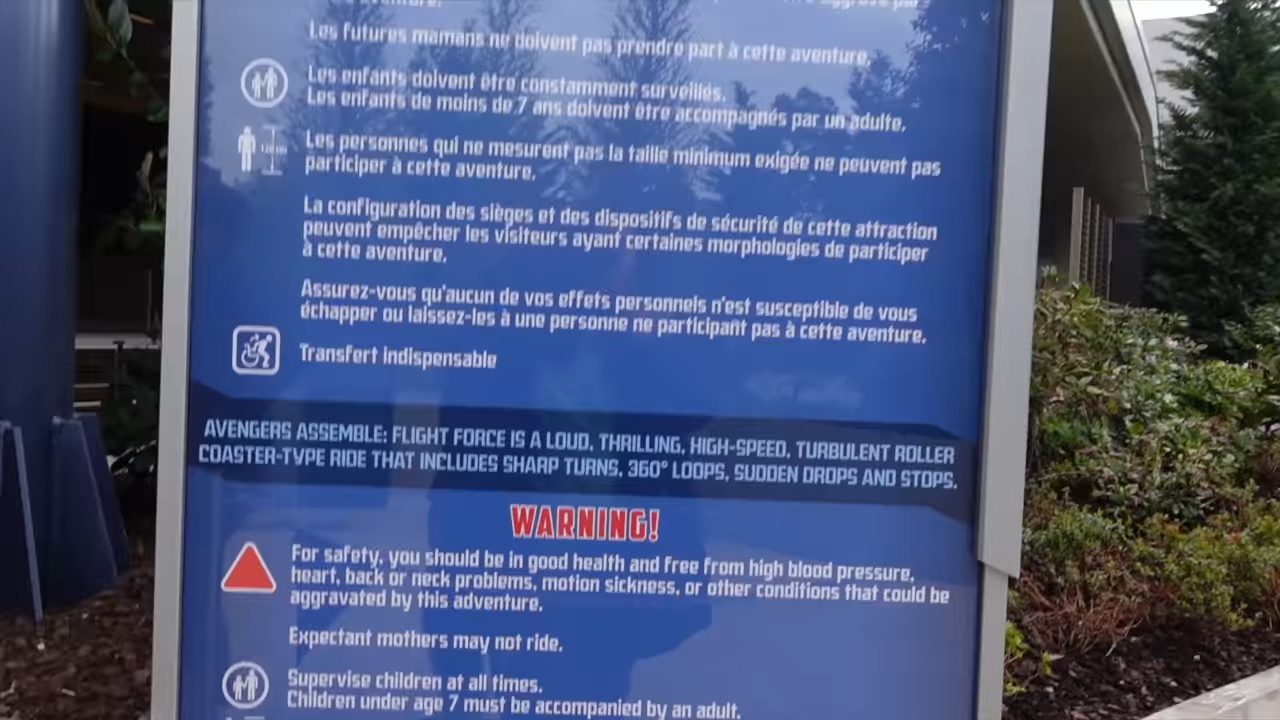 aggravé par
aventure.
Les futures mamans ne doivent pas prendre part à cette aventure.
Les enfants doivent être constamment surveillés.
Les enfants de moins de 7 ans doivent être accompagnés par un adulte.
Les personnes qui ne mesurent pas la taille minimum exigée ne peuvent pas
participer à cette aventure.
La configuration des sièges et des dispositifs de sécurité de cette attraction
peuvent empêcher les visiteurs ayant certaines morphologies de participer
à cette aventure.
Assurez-vous qu'aucun de vos effets personnels n'est susceptible de vous
échapper ou laissez-les à une personne ne participant pas à cette aventure.
Transfert indispensable
AVENGERS ASSEMBLE: FLIGHT FORCE IS A LOUD, THRILLING, HIGH-SPEED, TURBULENT ROLLER
COASTER-TYPE RIDE THAT INCLUDES SHARP TURNS, 360° LOOPS, SUDDEN DROPS AND STOPS.
WARNING!
For safety, you should be in good health and free from high blood pressure,
heart, back or neck problems, motion sickness, or other conditions that could be
aggravated by this adventure.
Expectant mothers may not ride.
Supervise children at all times.
Children under age 7 must be accompanied by an adult.